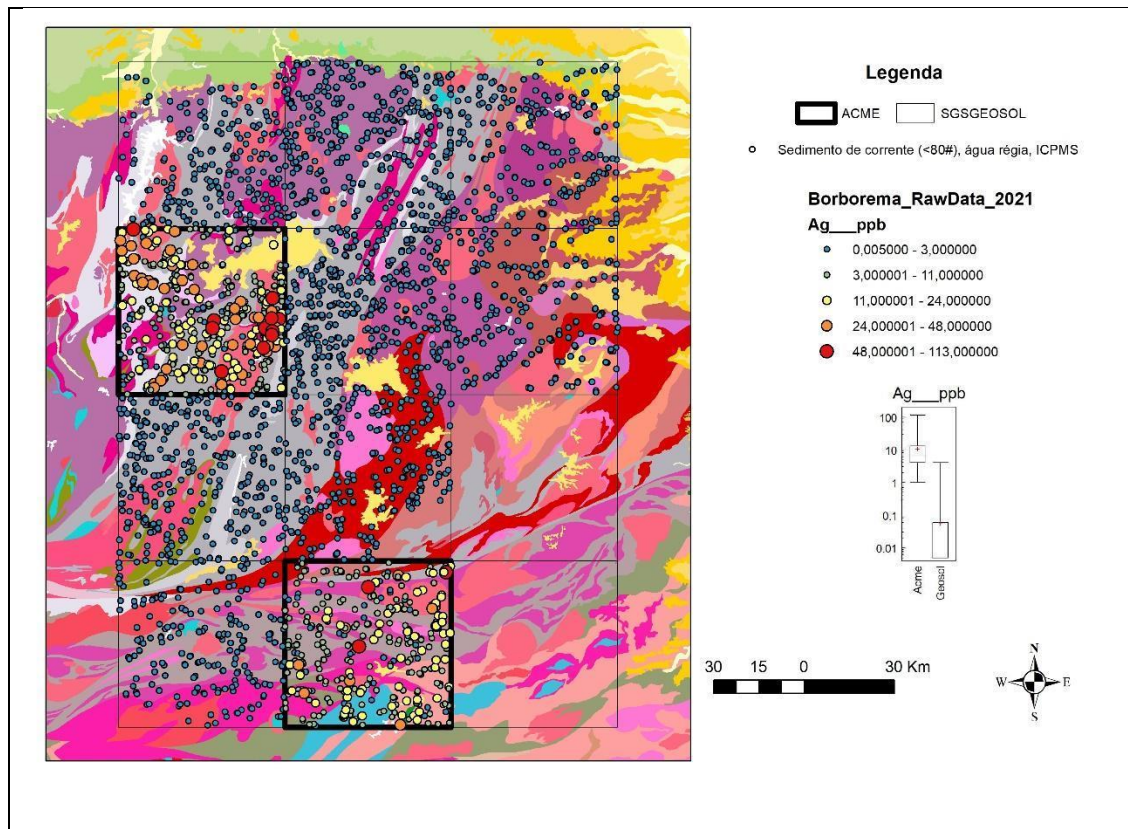 Legenda
ACME SGSGEOSOL
Sedimento de corrente (<80#), água régia, ICPMS
Borborema_RawData_2021
Ag___ppb
0,005000 - 3,000000
3,000001 - 11,000000
11,000001 - 24,000000
24,000001 - 48,000000
48,000001 - 113,000000
Ag___ppb
100
10
1
0.1
0.01
Acme
Geosol
30 15 0 30 Km
N
W E
S